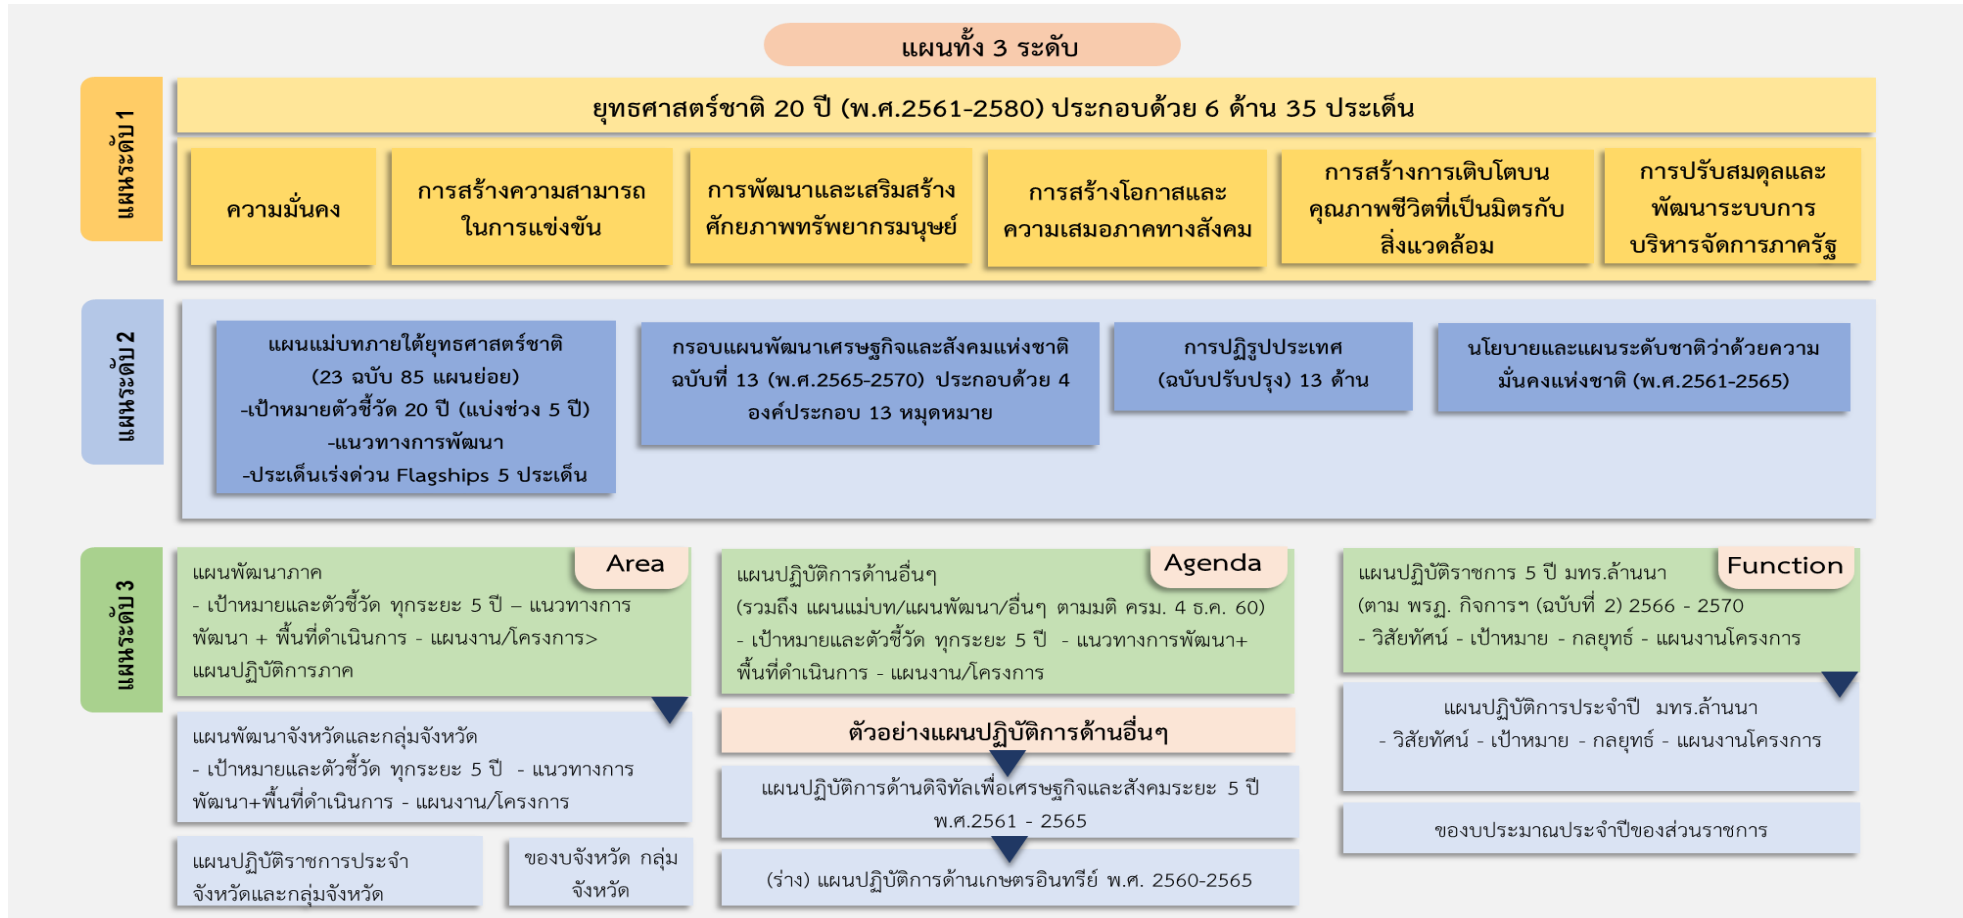 แผนทั้ง 3 ระดับ
แผนระดับ 1
ยุทธศาสตร์ชาติ 20 ปี (พ.ศ.2561-2580) ประกอบด้วย 6 ด้าน 35 ประเด็น
ความมั่นคง
การสร้างความสามารถ
ในการแข่งขัน
การพัฒนาและเสริมสร้าง
ศักยภาพทรัพยากรมนุษย์
การสร้างโอกาสและ
ความเสมอภาคทางสังคม
การสร้างการเติบโตบน
คุณภาพชีวิตที่เป็นมิตรกับ
สิ่งแวดล้อม
การปรับสมดุลและ
พัฒนาระบบการ
บริหารจัดการภาครัฐ
แผนระดับ 2
แผนแม่บทภายใต้ยุทธศาสตร์ชาติ
(23 ฉบับ 85 แผนย่อย)
-เป้าหมายตัวชี้วัด 20 ปี (แบ่งช่วง 5 ปี)
-แนวทางการพัฒนา
-ประเด็นเร่งด่วน Flagships 5 ประเด็น
กรอบแผนพัฒนาเศรษฐกิจและสังคมแห่งชาติ
ฉบับที่ 13 (พ.ศ.2565-2570) ประกอบด้วย 4
องค์ประกอบ 13 หมุดหมาย
การปฏิรูปประเทศ
(ฉบับปรับปรุง) 13 ด้าน
นโยบายและแผนระดับชาติว่าด้วยความ
มั่นคงแห่งชาติ (พ.ศ.2561-2565)
แผนระดับ 3
Area
แผนพัฒนาภาค
- เป้าหมายและตัวชี้วัด ทุกระยะ 5 ปี – แนวทางการ
พัฒนา + พื้นที่ดำเนินการ - แผนงาน/โครงการ>
แผนปฏิบัติการภาค
แผนพัฒนาจังหวัดและกลุ่มจังหวัด
- เป้าหมายและตัวชี้วัด ทุกระยะ 5 ปี - แนวทางการ
พัฒนา+พื้นที่ดำเนินการ - แผนงาน/โครงการ
แผนปฏิบัติราชการประจำ
จังหวัดและกลุ่มจังหวัด
ของบจังหวัด กลุ่ม
จังหวัด
Agenda
แผนปฏิบัติการด้านอื่นๆ
(รวมถึง แผนแม่บท/แผนพัฒนา/อื่นๆ ตามมติ ครม. 4 ธ.ค. 60)
- เป้าหมายและตัวชี้วัด ทุกระยะ 5 ปี - แนวทางการพัฒนา+
พื้นที่ดำเนินการ - แผนงาน/โครงการ
ตัวอย่างแผนปฏิบัติการด้านอื่นๆ
แผนปฏิบัติการด้านดิจิทัลเพื่อเศรษฐกิจและสังคมระยะ 5 ปี
พ.ศ.2561 - 2565
(ร่าง) แผนปฏิบัติการด้านเกษตรอินทรีย์ พ.ศ. 2560-2565
Function
แผนปฏิบัติราชการ 5 ปี มทร.ล้านนา
(ตาม พรฎ. กิจการฯ (ฉบับที่ 2) 2566 - 2570
- วิสัยทัศน์ - เป้าหมาย - กลยุทธ์ - แผนงานโครงการ
แผนปฏิบัติการประจำปี มทร.ล้านนา
- วิสัยทัศน์ - เป้าหมาย - กลยุทธ์ - แผนงานโครงการ
ของบประมาณประจำปีของส่วนราชการ